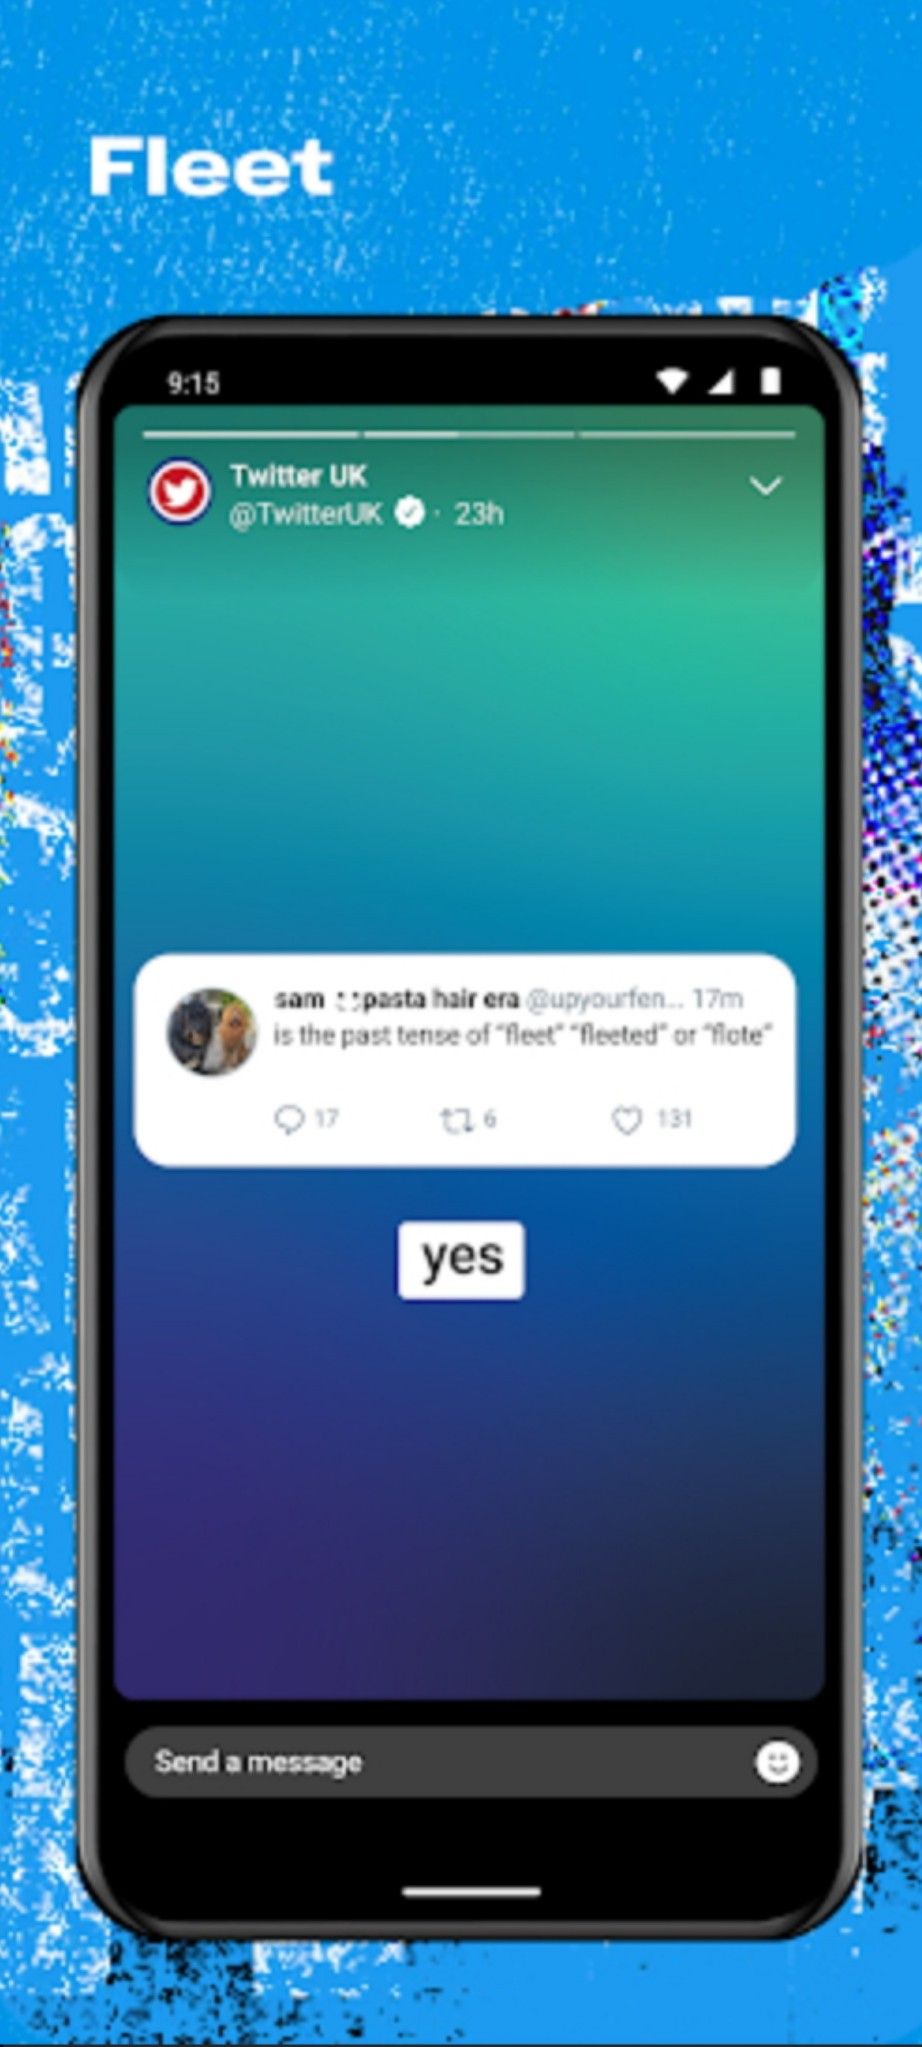 Fleet
9:15
Twitter UK
@TwitterUK · 23h
sam pasta hair era @upyourfen... 17m
is the past tense of “fleet” “fleeted” or “flote”
17 6 131
yes
Send a message